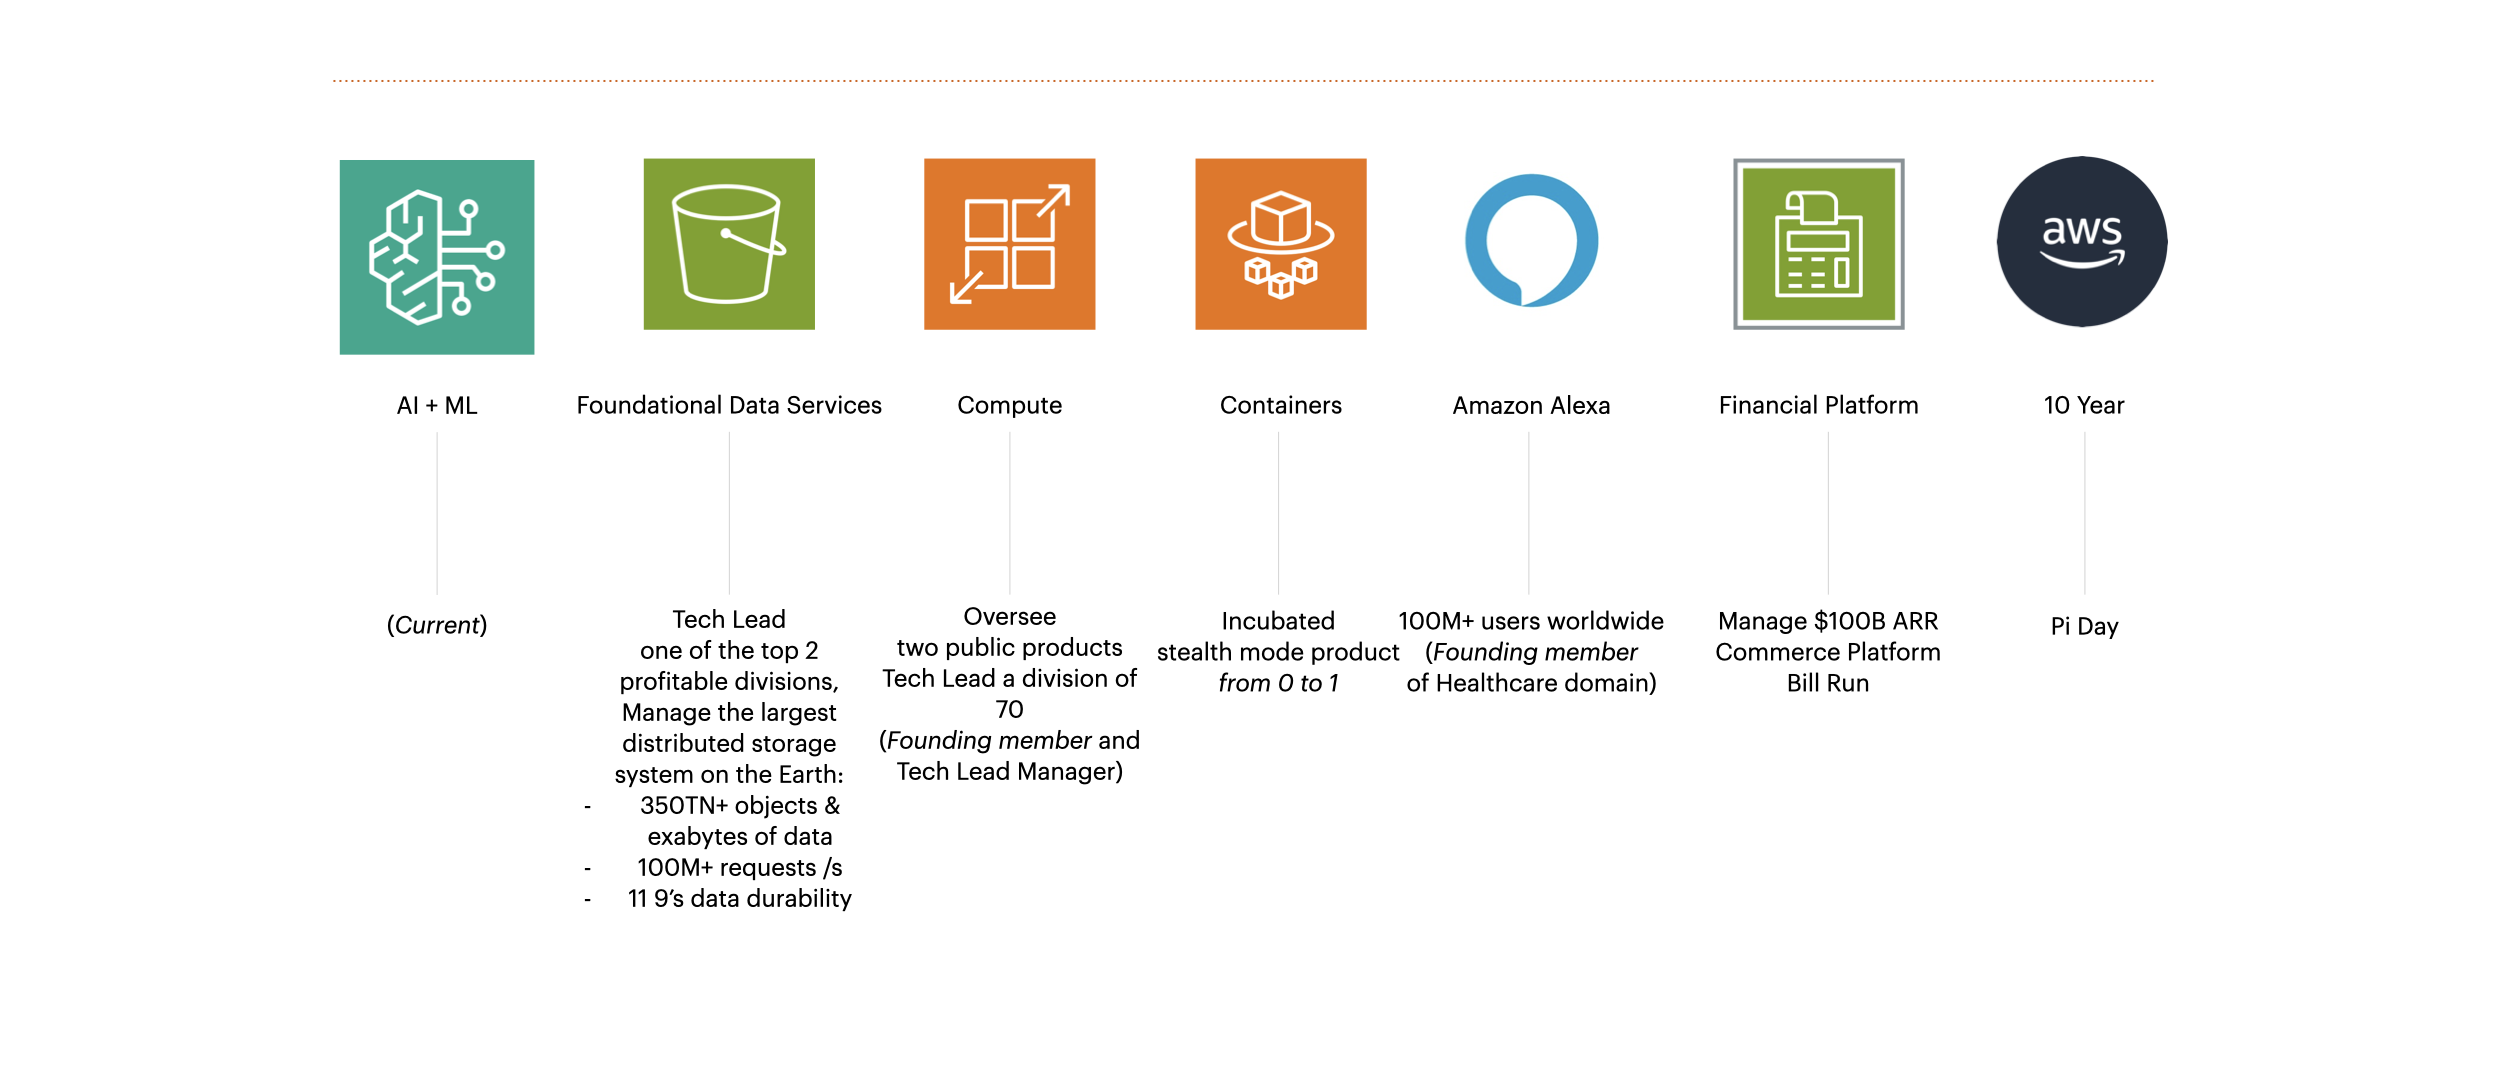 aws
AI + ML
Foundational Data Services
Compute
Containers
Amazon Alexa
Financial Platform
10 Year
(Current)
Tech Lead
one of the top 2
profitable divisions,
Manage the largest
distributed storage
system on the Earth:
- 350TN+ objects &
exabytes of data
- 100M+ requests /s
- 11 9’s data durability
Oversee
two public products
Tech Lead a division of
70
(Founding member and
Tech Lead Manager)
Incubated
stealth mode product
from 0 to 1
100M+ users worldwide
(Founding member
of Healthcare domain)
Manage $100B ARR
Commerce Platform
Bill Run
Pi Day